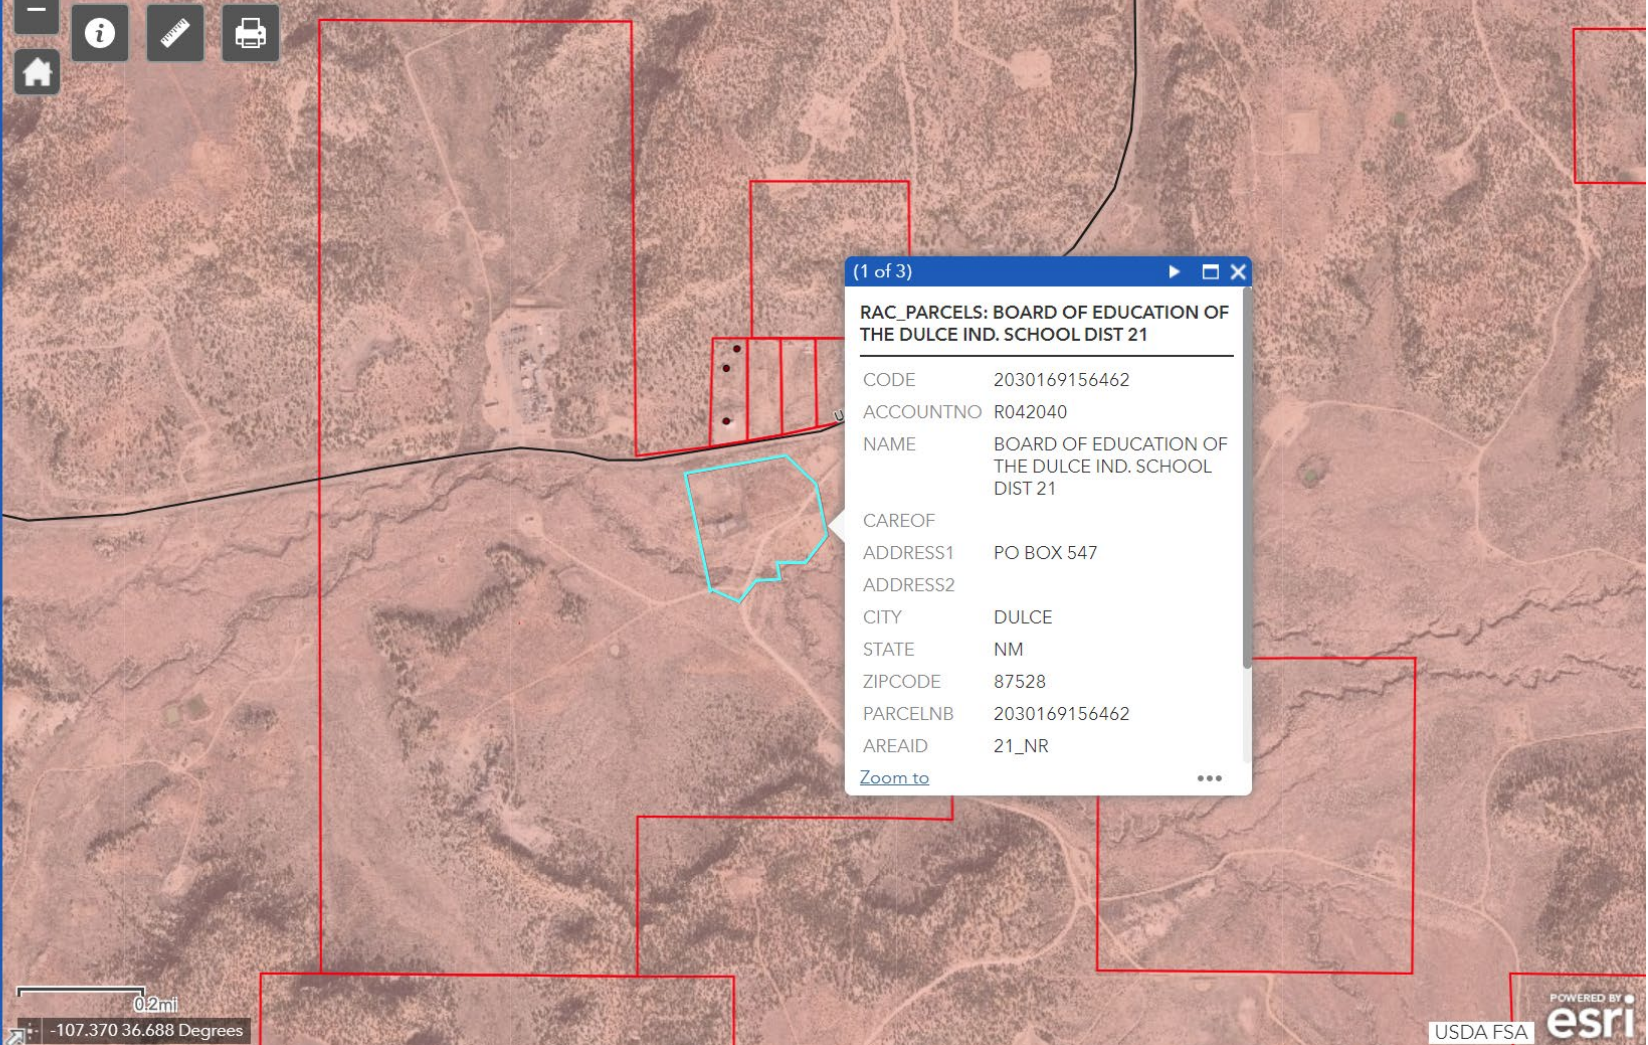 (1 of 3)
RAC_PARCELS: BOARD OF EDUCATION OF
THE DULCE IND. SCHOOL DIST 21
CODE 2030169156462
ACCOUNTNO R042040
NAME BOARD OF EDUCATION OF
THE DULCE IND. SCHOOL
DIST 21
CAREOF
ADDRESS1 PO BOX 547
ADDRESS2
CITY DULCE
STATE NM
ZIPCODE 87528
PARCELNB 2030169156462
AREAID 21_NR
Zoom to
U
0.2mi
-107.370 36.688 Degrees
USDA FSA
POWERED BY
esri